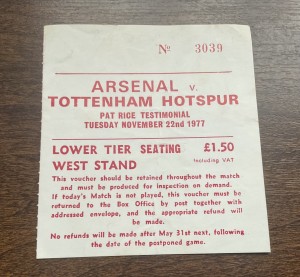 No 3039
ARSENAL v.
TOTTENHAM HOTSPUR
PAT RICE TESTIMONIAL
TUESDAY NOVEMBER 22nd 1977
LOWER TIER SEATING £1.50
WEST STAND Including VAT
This voucher should be retained throughout the match
and must be produced for inspection on demand.
If today's Match is not played, this voucher must be
returned to the Box Office by post together with
addressed envelope, and the appropriate refund will
be made.
No refunds will be made after May 31st next, following
the date of the postponed game.